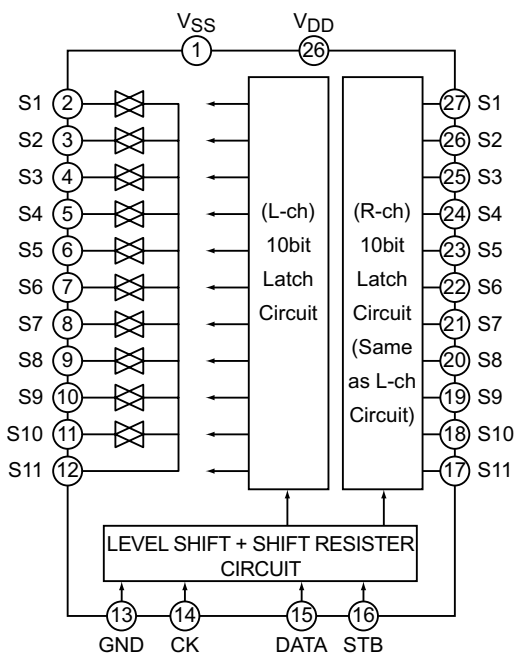 VSS VDD
1 26
S1 2 27 S1
S2 3 26 S2
S3 4 25 S3
S4 5 24 S4
S5 6 23 S5
S6 7 22 S6
S7 8 21 S7
S8 9 20 S8
S9 10 19 S9
S10 11 18 S10
S11 12 17 S11
(L-ch)
10bit
Latch
Circuit
(R-ch)
10bit
Latch
Circuit
(Same
as L-ch
Circuit)
LEVEL SHIFT + SHIFT RESISTER
CIRCUIT
13 14 15 16
GND CK DATA STB